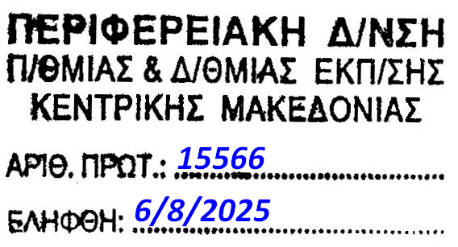 ΠΕΡΙΦΕΡΕΙΑΚΗ Δ/ΝΣΗ
Π/ΘΜΙΑΣ & Δ/ΘΜΙΑΣ ΕΚΠ/ΣΗΣ
ΚΕΝΤΡΙΚΗΣ ΜΑΚΕΔΟΝΙΑΣ
ΑΡΙΘ. ΠΡΩΤ.: 15566
ΕΛΗΦΘΗ: 6/8/2025